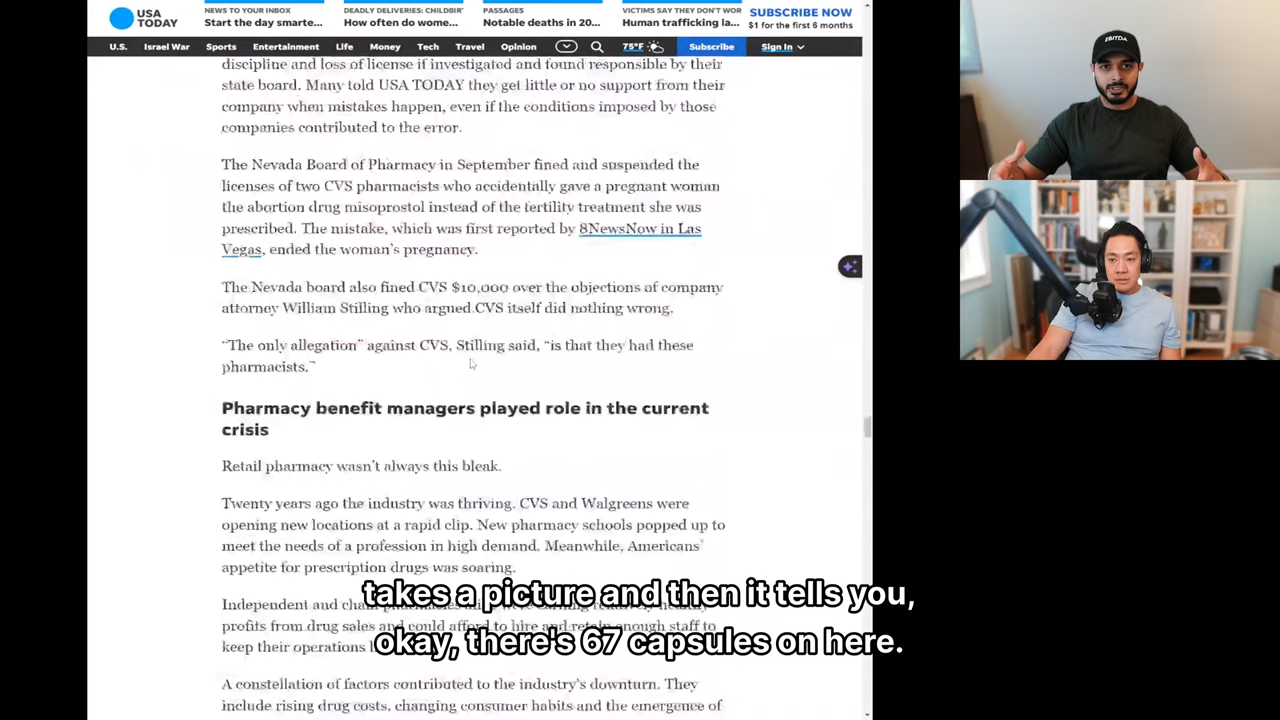 USA
TODAY
NEWS TO YOUR INBOX
Start the day smarte...
DEADLY DELIVERIES: CHILDBIR
How often do wome...
PASSAGES
Notable deaths in 20...
VICTIMS SAY THEY DON'T WOR
Human trafficking la...
SUBSCRIBE NOW
$1 for the first 6 months
U.S. Israel War Sports Entertainment Life Money Tech Travel Opinion 75°F Subscribe Sign In
discipline and loss of license if investigated and found responsible by their
state board. Many told USA TODAY they get little or no support from their
company when mistakes happen, even if the conditions imposed by those
companies contributed to the error.
The Nevada Board of Pharmacy in September fined and suspended the
licenses of two CVS pharmacists who accidentally gave a pregnant woman
the abortion drug misoprostol instead of the fertility treatment she was
prescribed. The mistake, which was first reported by 8NewsNow in Las
Vegas, ended the woman's pregnancy.
The Nevada board also fined CVS $10,000 over the objections of company
attorney William Stilling who argued CVS itself did nothing wrong.
"The only allegation" against CVS, Stilling said, "is that they had these
pharmacists."
Pharmacy benefit managers played role in the current
crisis
Retail pharmacy wasn't always this bleak.
Twenty years ago the industry was thriving. CVS and Walgreens were
opening new locations at a rapid clip. New pharmacy schools popped up to
meet the needs of a profession in high demand. Meanwhile, Americans'
appetite for prescription drugs was soaring.
takes a picture and then it tells you,
okay, there's 67 capsules on here.
Independent and chain
profits from drug sales and could afford to hire and retain enough staff to
keep their operations
A constellation of factors contributed to the industry's downturn. They
include rising drug costs, changing consumer habits and the emergence of
EBITDA